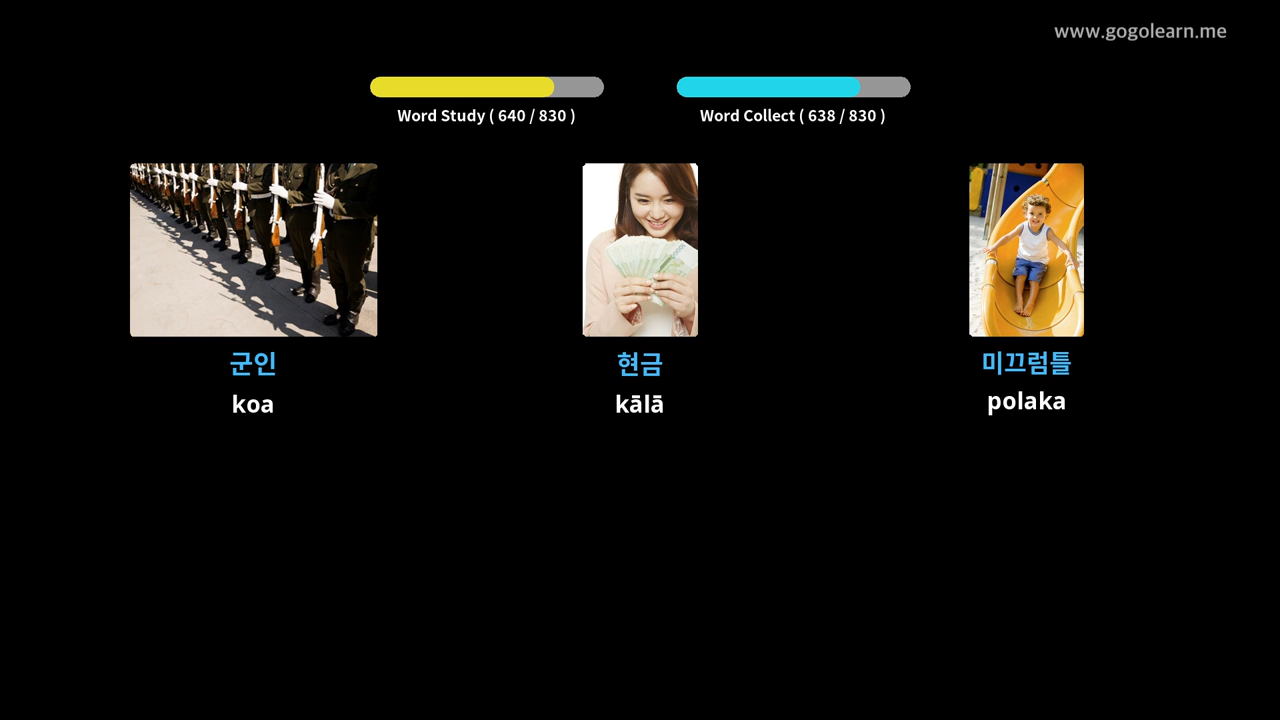 www.gogolearn.me
Word Study ( 640 / 830 )
Word Collect ( 638 / 830 )
군인
koa
현금
kālā
미끄럼틀
polaka